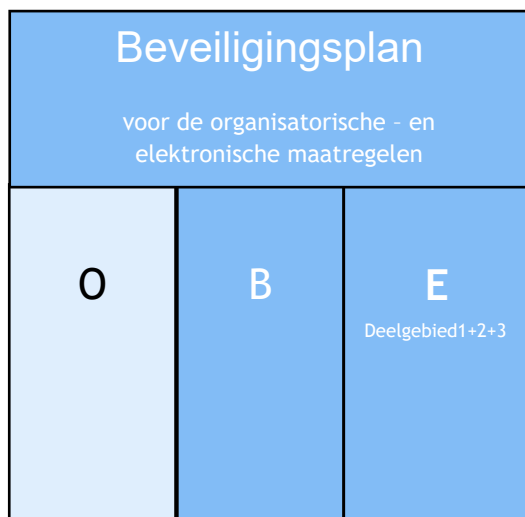 Beveiligingsplan
voor de organisatorische – en
elektronische maatregelen
O
B
E
Deelgebied1+2+3